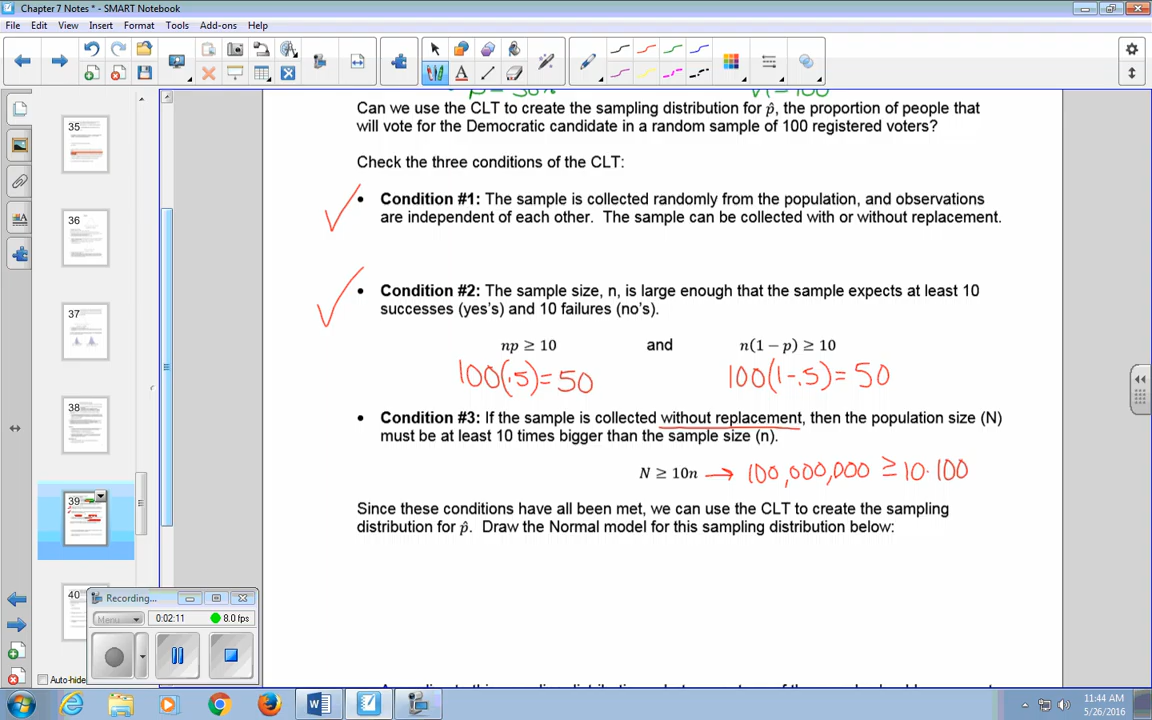 Chapter 7 Notes * - SMART Notebook
File Edit View Insert Format Tools Add-ons Help
35
36
37
38
39
40
Can we use the CLT to create the sampling distribution for p̂, the proportion of people that
will vote for the Democratic candidate in a random sample of 100 registered voters?
Check the three conditions of the CLT:
• Condition #1: The sample is collected randomly from the population, and observations
are independent of each other. The sample can be collected with or without replacement.
• Condition #2: The sample size, n, is large enough that the sample expects at least 10
successes (yes's) and 10 failures (no's).
np ≥ 10 and n(1 − p) ≥ 10
100(.5)=50 100(1-.5)=50
• Condition #3: If the sample is collected without replacement, then the population size (N)
must be at least 10 times bigger than the sample size (n).
N ≥ 10n → 100,000,000 ≥ 10·100
Since these conditions have all been met, we can use the CLT to create the sampling
distribution for p̂. Draw the Normal model for this sampling distribution below:
Recording...
Menu 0:02:11 8.0 fps
Auto-hide
11:44 AM
5/26/2016